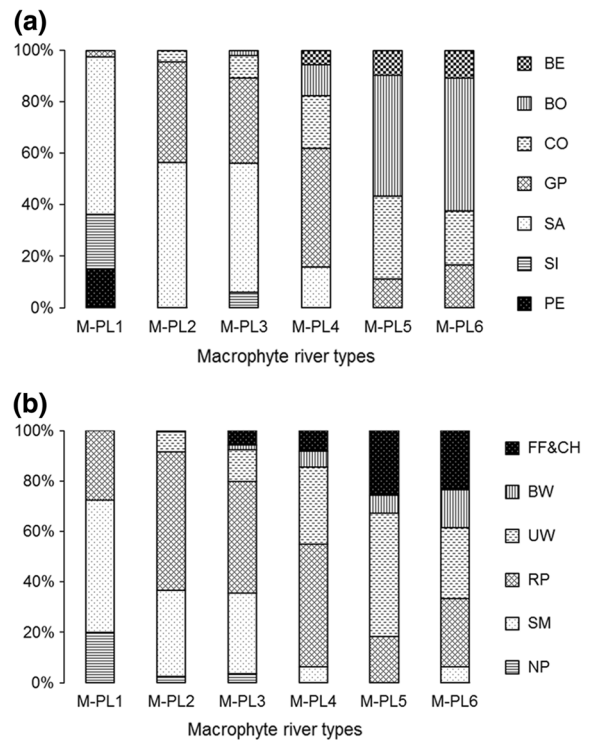 (a)
100%
80%
60%
40%
20%
0%
M-PL1 M-PL2 M-PL3 M-PL4 M-PL5 M-PL6
Macrophyte river types
BE
BO
CO
GP
SA
SI
PE
(b)
100%
80%
60%
40%
20%
0%
M-PL1 M-PL2 M-PL3 M-PL4 M-PL5 M-PL6
Macrophyte river types
FF&CH
BW
UW
RP
SM
NP